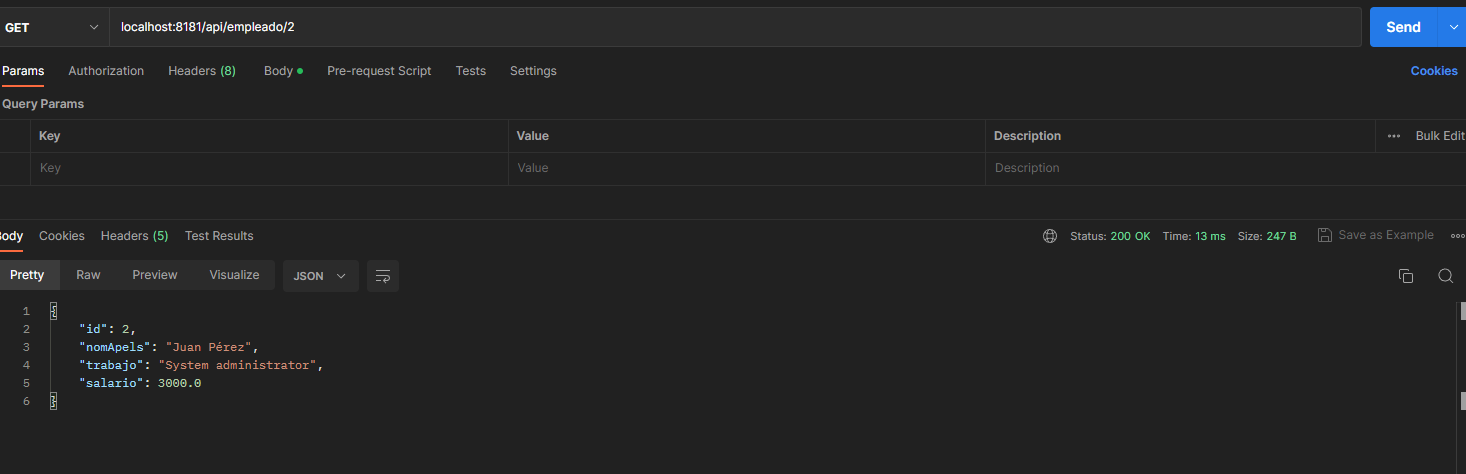 GET localhost:8181/api/empleado/2 Send
Params Authorization Headers (8) Body Pre-request Script Tests Settings Cookies
Query Params
Key Value Description ••• Bulk Edit
Key Value Description
Body Cookies Headers (5) Test Results Status: 200 OK Time: 13 ms Size: 247 B Save as Example
Pretty Raw Preview Visualize JSON
1 {
2 "id": 2,
3 "nomApels": "Juan Pérez",
4 "trabajo": "System administrator",
5 "salario": 3000.0
6 }